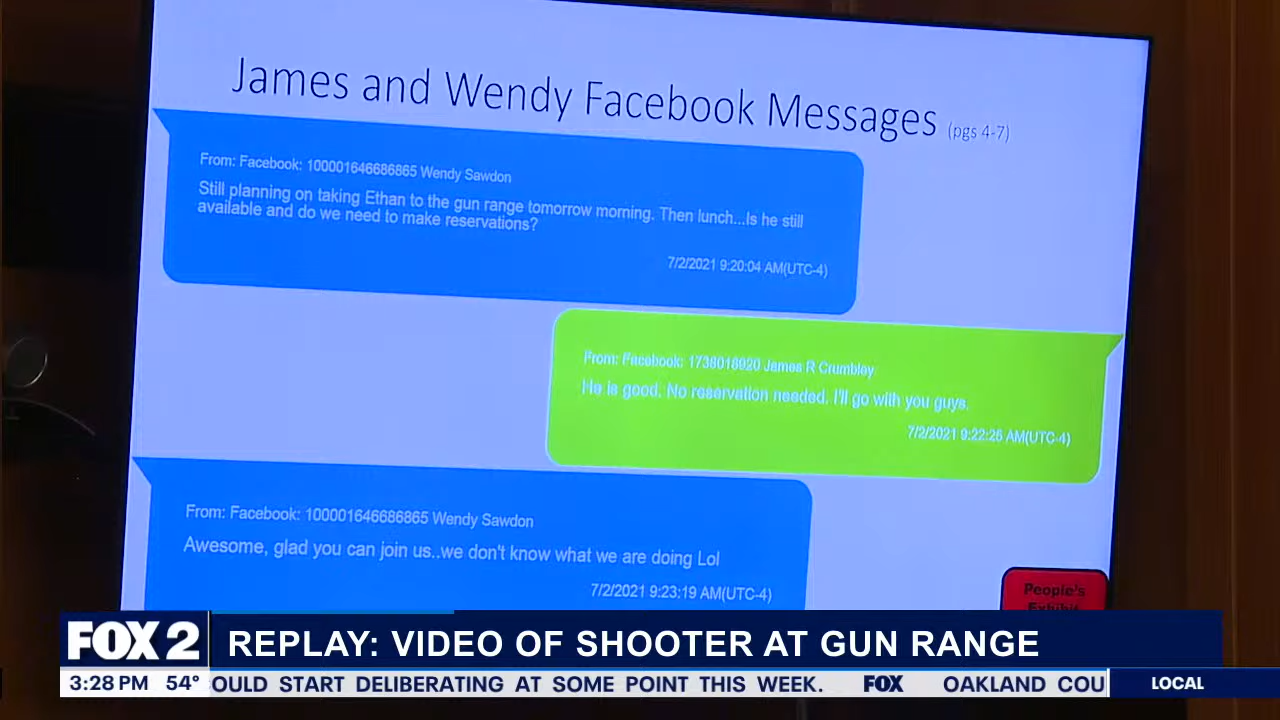 James and Wendy Facebook Messages (pgs 4-7)
From: Facebook: 100001646686865 Wendy Sawdon
Still planning on taking Ethan to the gun range tomorrow morning. Then lunch...Is he still
available and do we need to make reservations?
7/2/2021 9:20:04 AM(UTC-4)
From: Facebook: 1738018920 James R Crumbley
He is good. No reservation needed. I'll go with you guys.
7/2/2021 9:22:26 AM(UTC-4)
From: Facebook: 100001646686865 Wendy Sawdon
Awesome, glad you can join us..we don't know what we are doing Lol
7/2/2021 9:23:19 AM(UTC-4)
People's
Exhibit
FOX 2 REPLAY: VIDEO OF SHOOTER AT GUN RANGE
3:28 PM 54° OULD START DELIBERATING AT SOME POINT THIS WEEK. FOX OAKLAND COU LOCAL